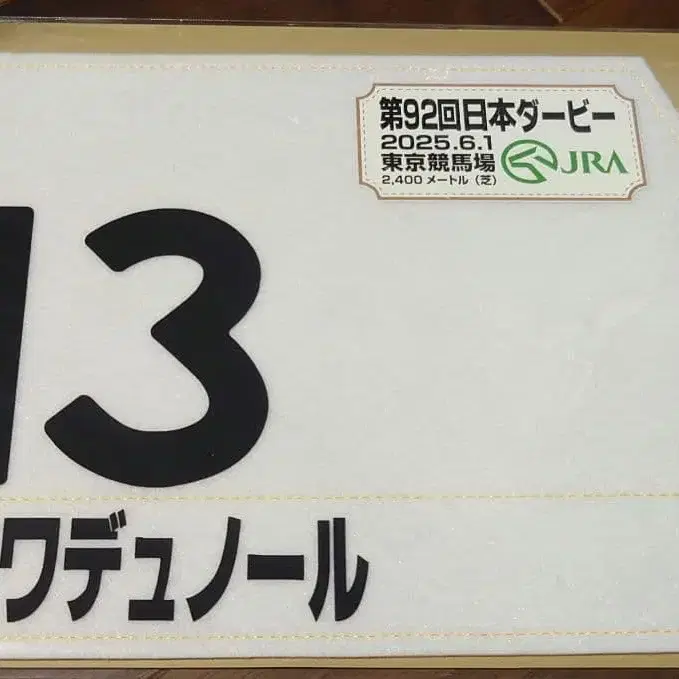 第92回日本ダービー
2025.6.1
東京競馬場
2,400メートル（芝）
JRA
13
ワデュノール